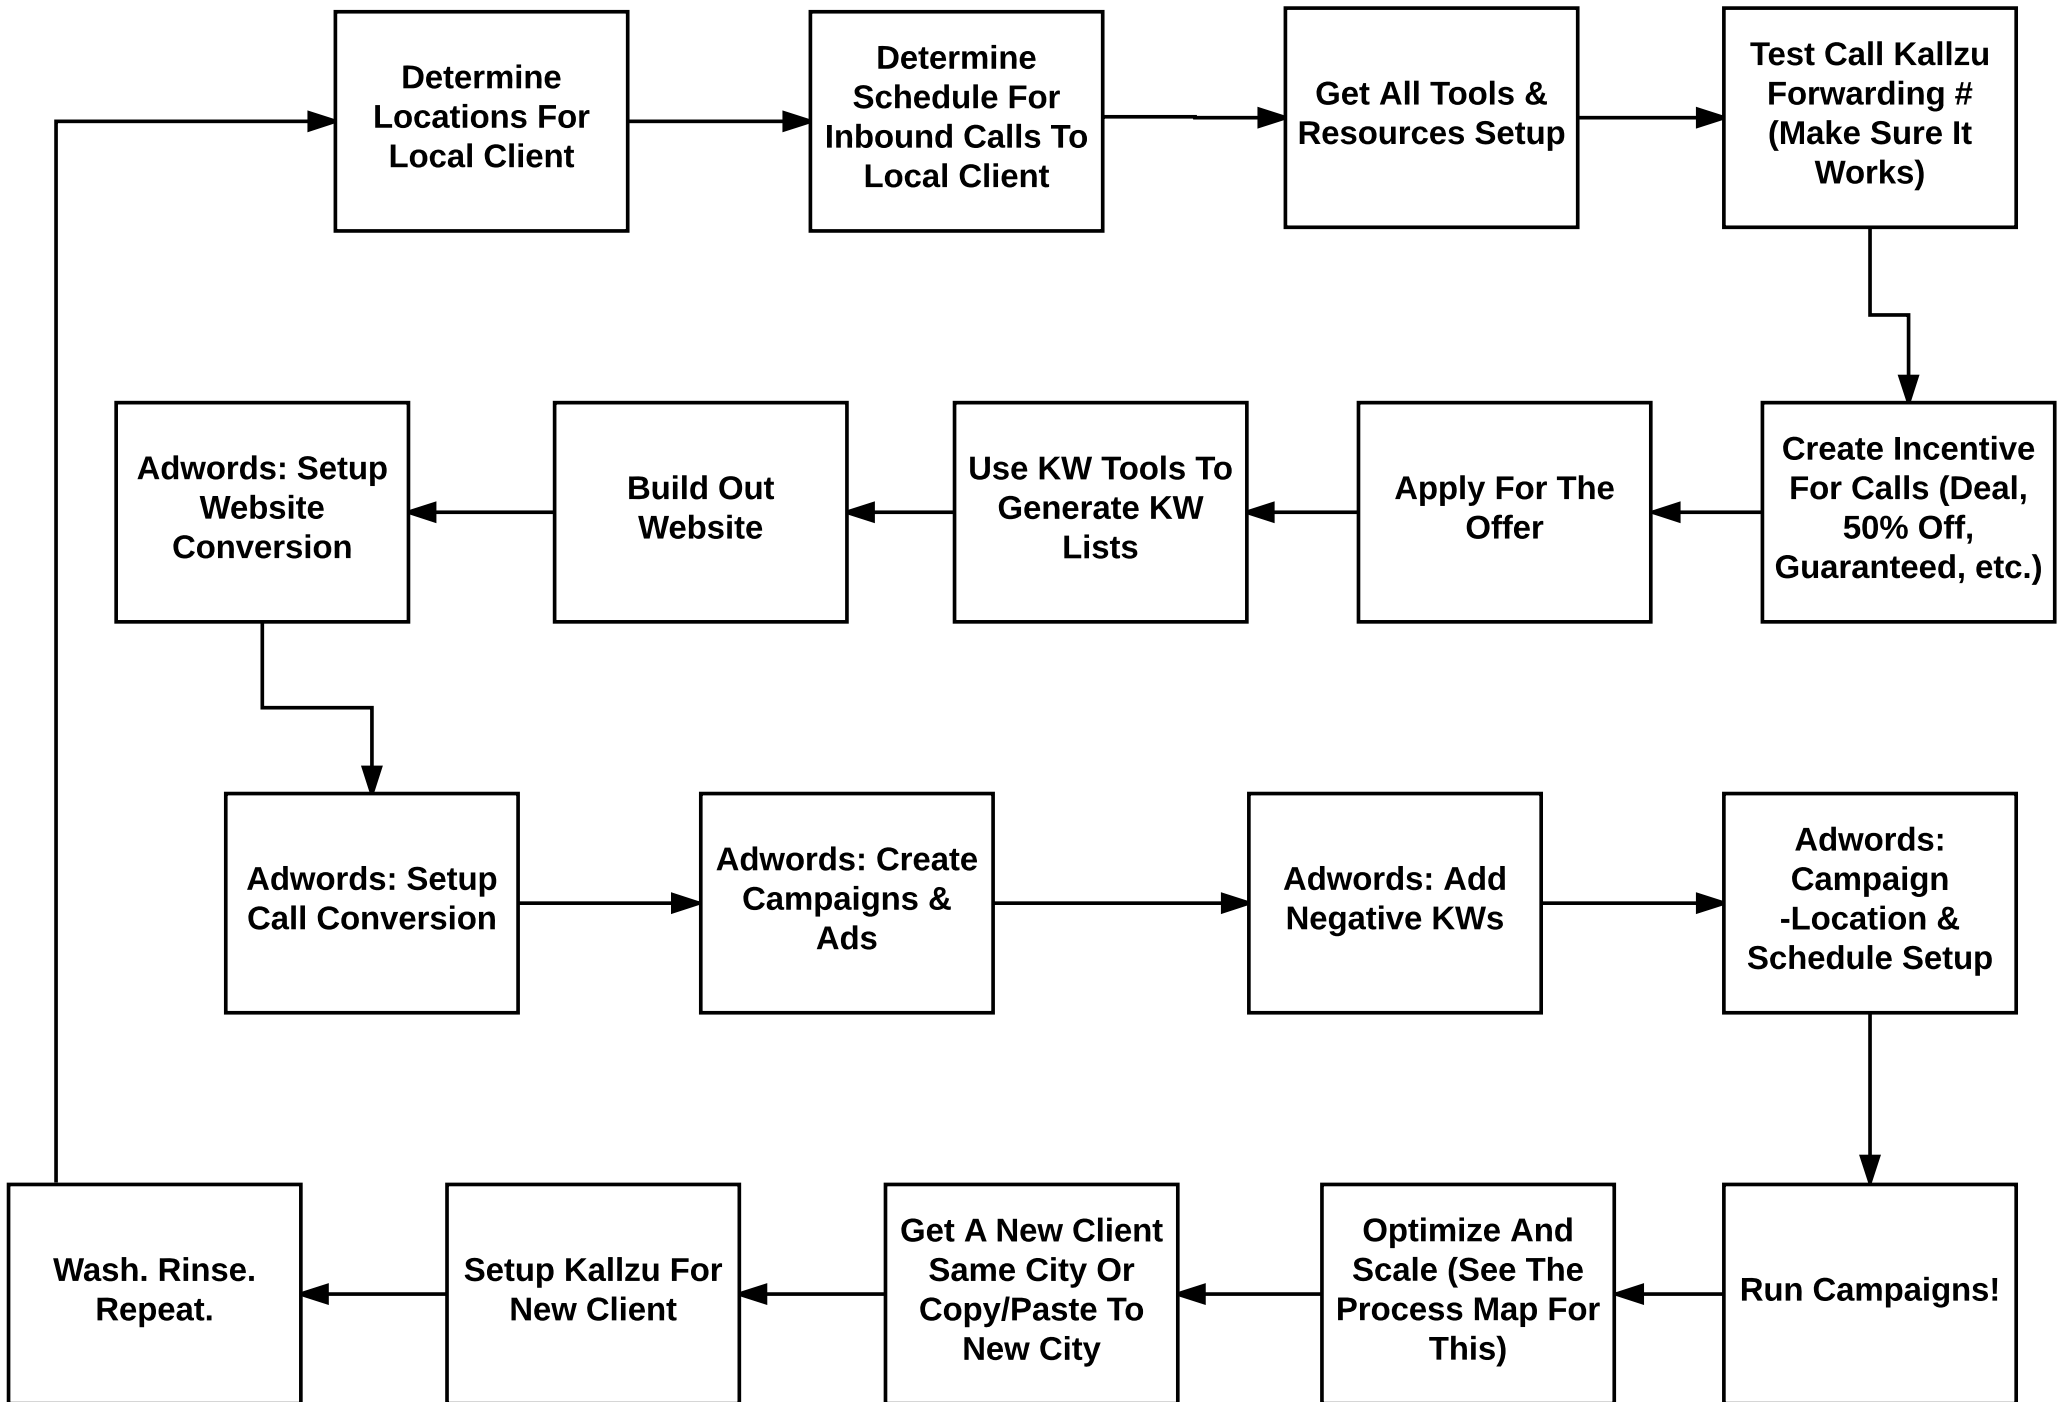 Determine
Locations For
Local Client
Determine
Schedule For
Inbound Calls To
Local Client
Get All Tools &
Resources Setup
Test Call Kallzu
Forwarding #
(Make Sure It
Works)
Adwords: Setup
Website
Conversion
Build Out
Website
Use KW Tools To
Generate KW
Lists
Apply For The
Offer
Create Incentive
For Calls (Deal,
50% Off,
Guaranteed, etc.)
Adwords: Setup
Call Conversion
Adwords: Create
Campaigns &
Ads
Adwords: Add
Negative KWs
Adwords:
Campaign
-Location &
Schedule Setup
Wash. Rinse.
Repeat.
Setup Kallzu For
New Client
Get A New Client
Same City Or
Copy/Paste To
New City
Optimize And
Scale (See The
Process Map For
This)
Run Campaigns!